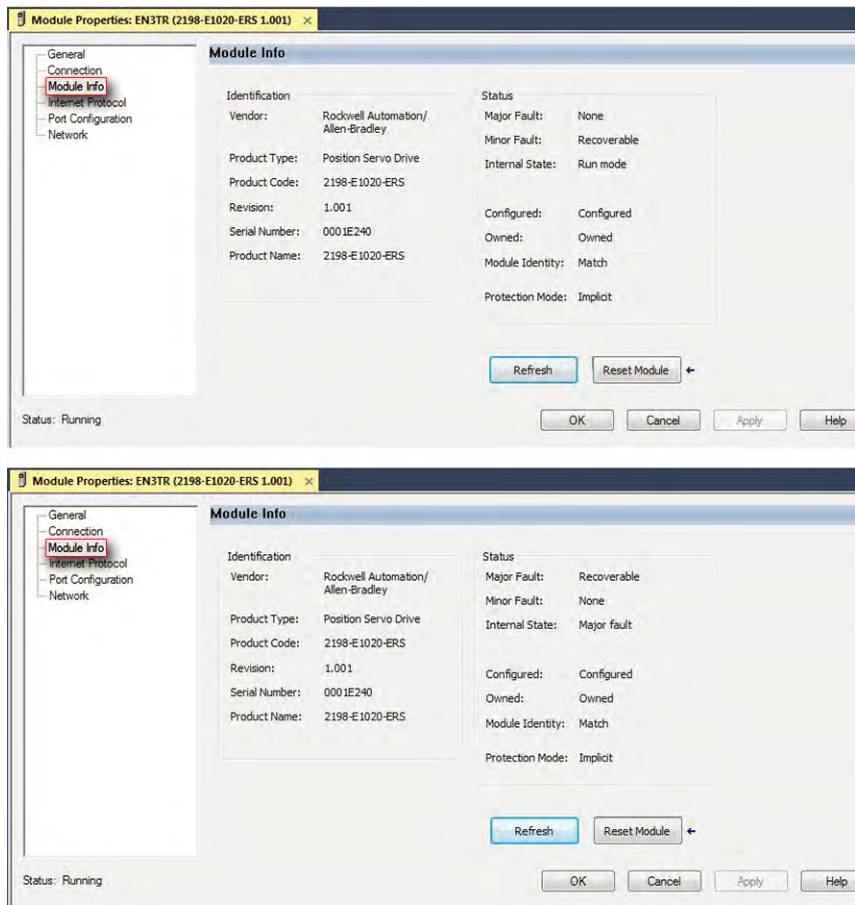 Module Properties: EN3TR (2198-E1020-ERS 1.001) ×
General
Connection
Module Info
Internet Protocol
Port Configuration
Network
Module Info
Identification
Vendor: Rockwell Automation/
Allen-Bradley
Product Type: Position Servo Drive
Product Code: 2198-E1020-ERS
Revision: 1.001
Serial Number: 0001E240
Product Name: 2198-E1020-ERS
Status
Major Fault: None
Minor Fault: Recoverable
Internal State: Run mode
Configured: Configured
Owned: Owned
Module Identity: Match
Protection Mode: Implicit
Refresh Reset Module ←
Status: Running
OK Cancel Apply Help
Module Properties: EN3TR (2198-E1020-ERS 1.001) ×
General
Connection
Module Info
Internet Protocol
Port Configuration
Network
Module Info
Identification
Vendor: Rockwell Automation/
Allen-Bradley
Product Type: Position Servo Drive
Product Code: 2198-E1020-ERS
Revision: 1.001
Serial Number: 0001E240
Product Name: 2198-E1020-ERS
Status
Major Fault: Recoverable
Minor Fault: None
Internal State: Major fault
Configured: Configured
Owned: Owned
Module Identity: Match
Protection Mode: Implicit
Refresh Reset Module ←
Status: Running
OK Cancel Apply Help